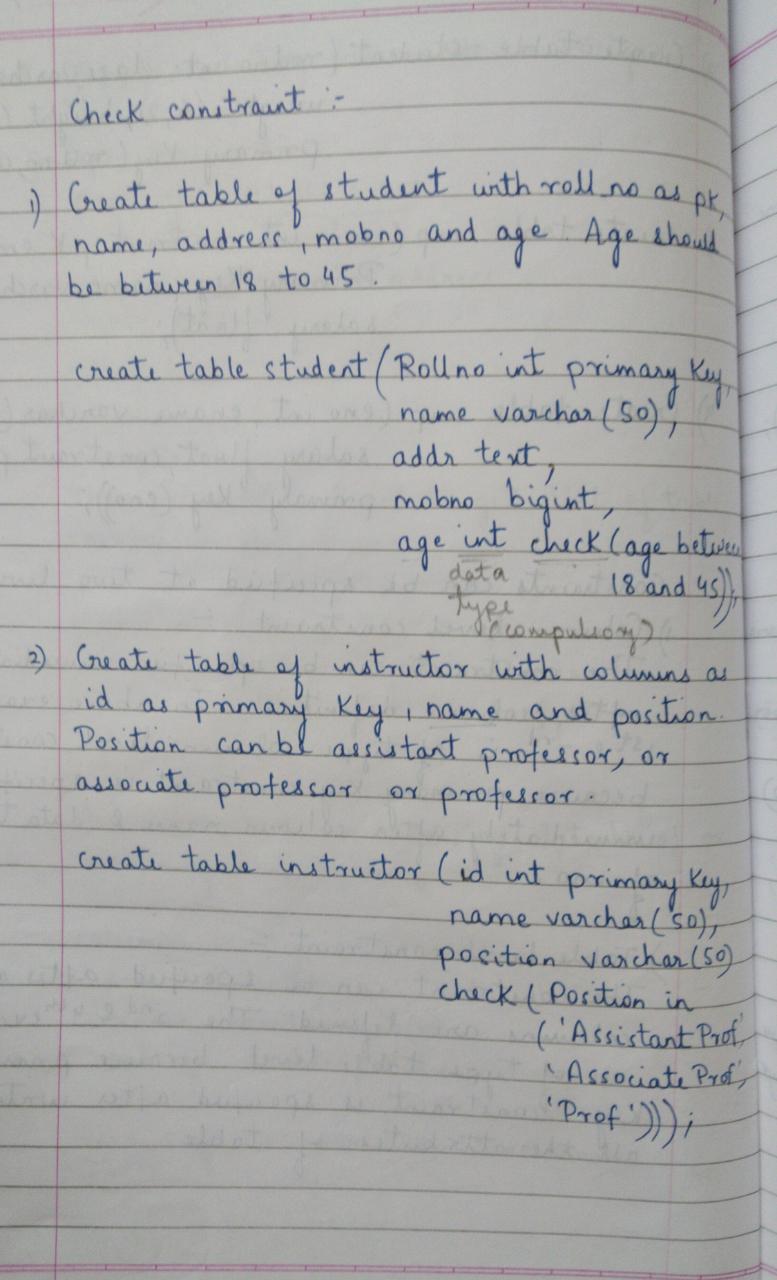 Check constraint :-
1) Create table of student with roll_no as pk,
name, address, mobno and age. Age should
be between 18 to 45.
create table student (Rollno int primary key,
name varchar(50),
addr text,
mobno bigint,
age int check (age between
data 18 and 45));
type
(compulsory)
2) Create table of instructor with columns as
id as primary key, name and position.
Position can be assistant professor, or
associate professor or professor.
create table instructor (id int primary key,
name varchar(50),
position varchar(50)
check (Position in
('Assistant Prof',
'Associate Prof',
'Prof')));